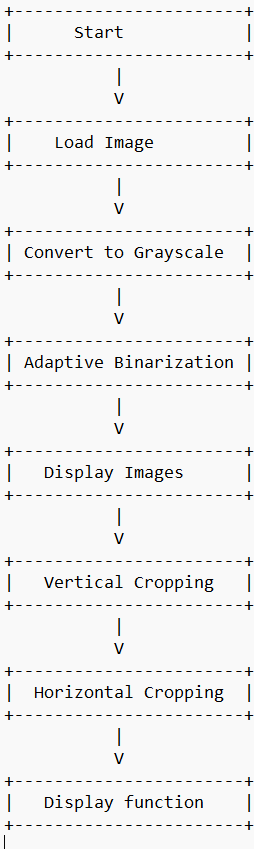 +-----------------------+
|      Start            |
+-----------------------+
           |
           V
+-----------------------+
|    Load Image         |
+-----------------------+
           |
           V
+-----------------------+
| Convert to Grayscale  |
+-----------------------+
           |
           V
+-----------------------+
| Adaptive Binarization |
+-----------------------+
           |
           V
+-----------------------+
|   Display Images      |
+-----------------------+
           |
           V
+-----------------------+
|   Vertical Cropping   |
+-----------------------+
           |
           V
+-----------------------+
|  Horizontal Cropping  |
+-----------------------+
           |
           V
+-----------------------+
|   Display function    |
+-----------------------+